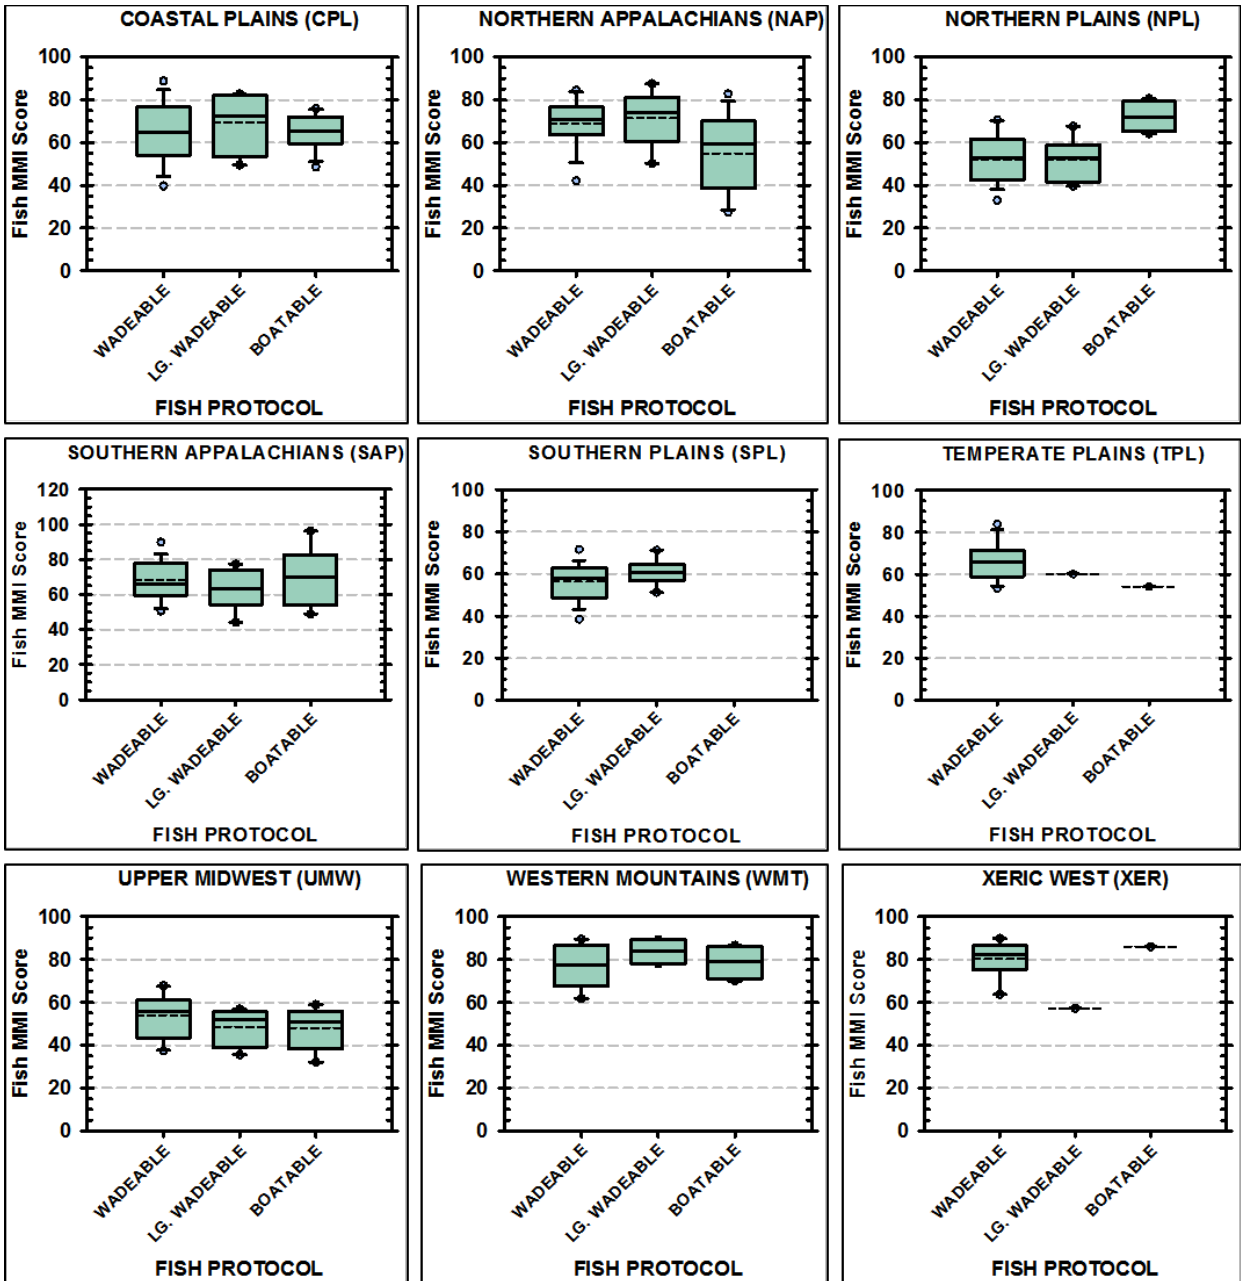 COASTAL PLAINS (CPL)
Fish MMI Score
100
80
60
40
20
0
WADEABLE
LG. WADEABLE
BOATABLE
FISH PROTOCOL
NORTHERN APPALACHIANS (NAP)
Fish MMI Score
100
80
60
40
20
0
WADEABLE
LG. WADEABLE
BOATABLE
FISH PROTOCOL
NORTHERN PLAINS (NPL)
Fish MMI Score
100
80
60
40
20
0
WADEABLE
LG. WADEABLE
BOATABLE
FISH PROTOCOL
SOUTHERN APPALACHIANS (SAP)
Fish MMI Score
120
100
80
60
40
20
0
WADEABLE
LG. WADEABLE
BOATABLE
FISH PROTOCOL
SOUTHERN PLAINS (SPL)
Fish MMI Score
100
80
60
40
20
0
WADEABLE
LG. WADEABLE
BOATABLE
FISH PROTOCOL
TEMPERATE PLAINS (TPL)
Fish MMI Score
100
80
60
40
20
0
WADEABLE
LG. WADEABLE
BOATABLE
FISH PROTOCOL
UPPER MIDWEST (UMW)
Fish MMI Score
100
80
60
40
20
0
WADEABLE
LG. WADEABLE
BOATABLE
FISH PROTOCOL
WESTERN MOUNTAINS (WMT)
Fish MMI Score
100
80
60
40
20
0
WADEABLE
LG. WADEABLE
BOATABLE
FISH PROTOCOL
XERIC WEST (XER)
Fish MMI Score
100
80
60
40
20
0
WADEABLE
LG. WADEABLE
BOATABLE
FISH PROTOCOL